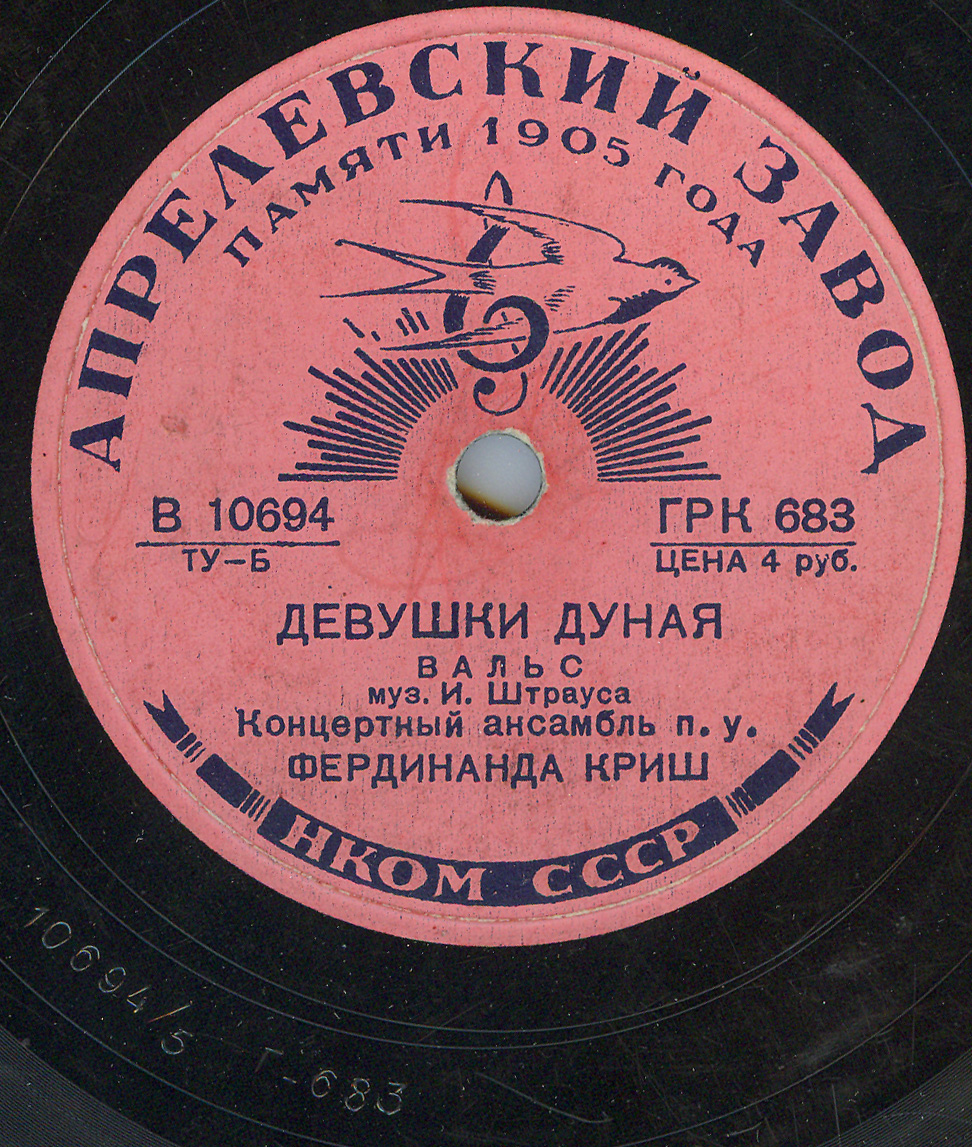 АПРЕЛЕВСКИЙ ЗАВОД
ПАМЯТИ 1905 ГОДА
В 10694
ТУ–Б
ГРК 683
ЦЕНА 4 руб.
ДЕВУШКИ ДУНАЯ
ВАЛЬС
муз. И. Штрауса
Концертный ансамбль п. у.
ФЕРДИНАНДА КРИШ
НКОМ СССР
10694/5 Т-683